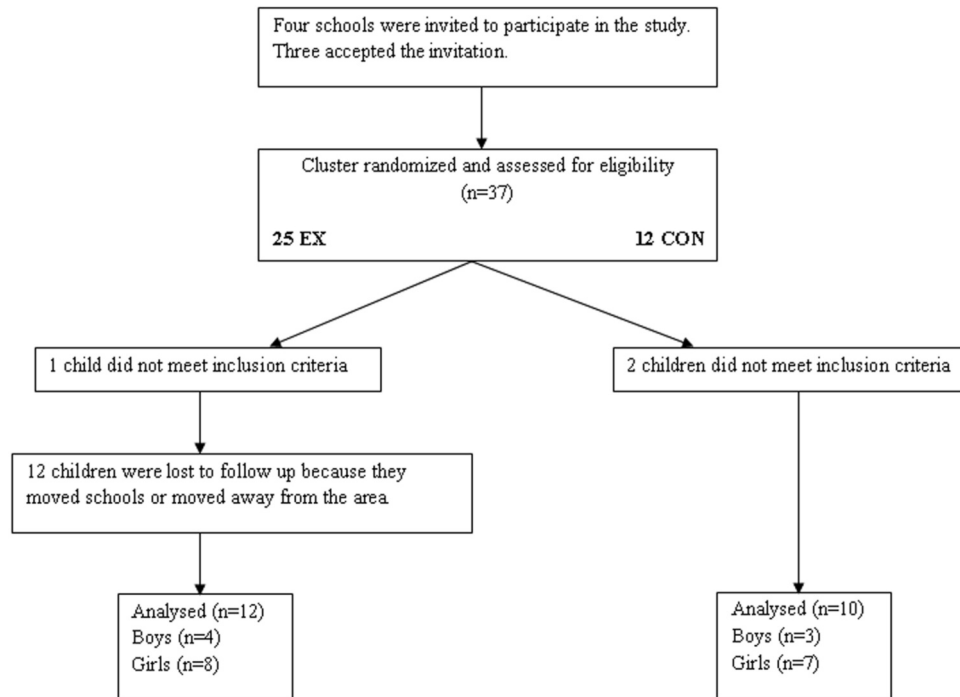 Four schools were invited to participate in the study.
Three accepted the invitation.
Cluster randomized and assessed for eligibility
(n=37)
25 EX 12 CON
1 child did not meet inclusion criteria
2 children did not meet inclusion criteria
12 children were lost to follow up because they
moved schools or moved away from the area.
Analysed (n=12)
Boys (n=4)
Girls (n=8)
Analysed (n=10)
Boys (n=3)
Girls (n=7)